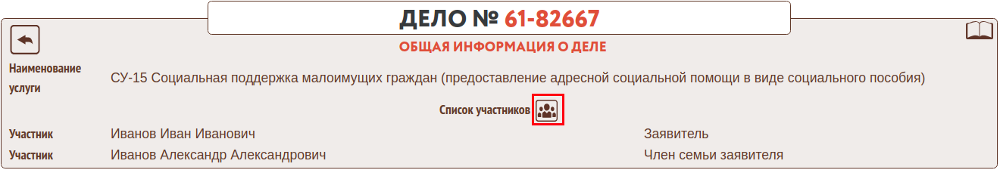 ДЕЛО № 61-82667
ОБЩАЯ ИНФОРМАЦИЯ О ДЕЛЕ
Наименование услуги СУ-15 Социальная поддержка малоимущих граждан (предоставление адресной социальной помощи в виде социального пособия)
Список участников
Участник Иванов Иван Иванович Заявитель
Участник Иванов Александр Александрович Член семьи заявителя